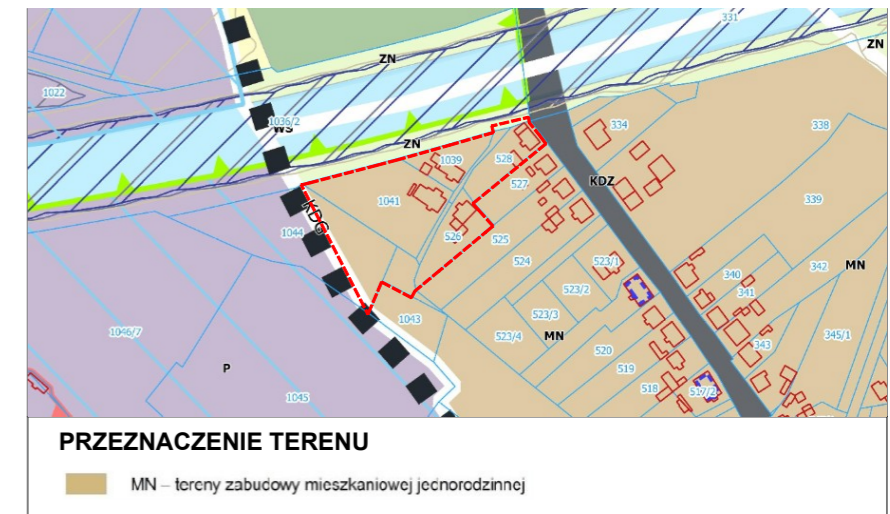 331
ZN
ZN
1022
1036/2
WS
334
338
ZN
1039
528
527
KDZ
339
1041
KDG
526
525
1044
524
523/1
342
MN
340
523/2
341
1046/7
523/3
1043
MN
523/4
343
345/1
520
P
519
518
517/2
1045
PRZEZNACZENIE TERENU
MN – tereny zabudowy mieszkaniowej jednorodzinnej